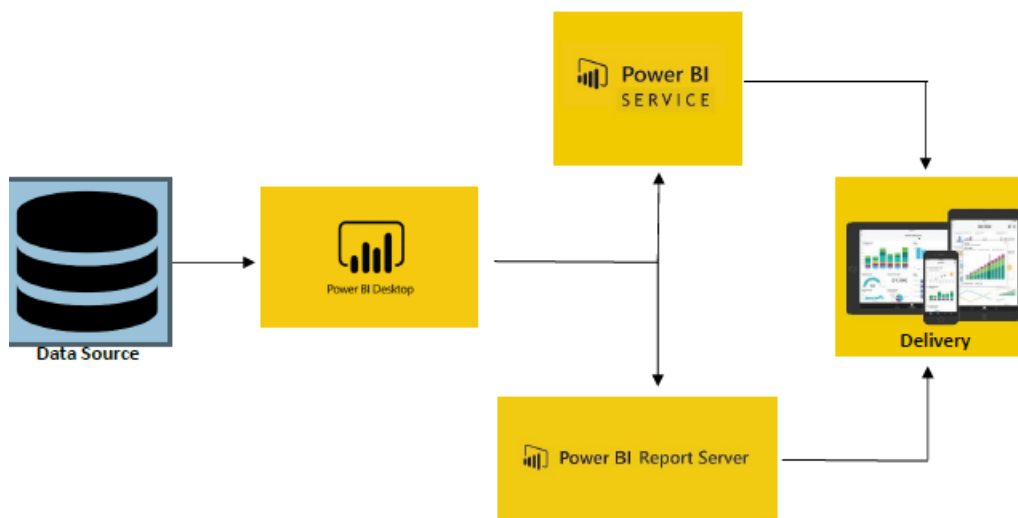 Power BI
SERVICE
Power BI Desktop
Data Source
Delivery
Power BI Report Server